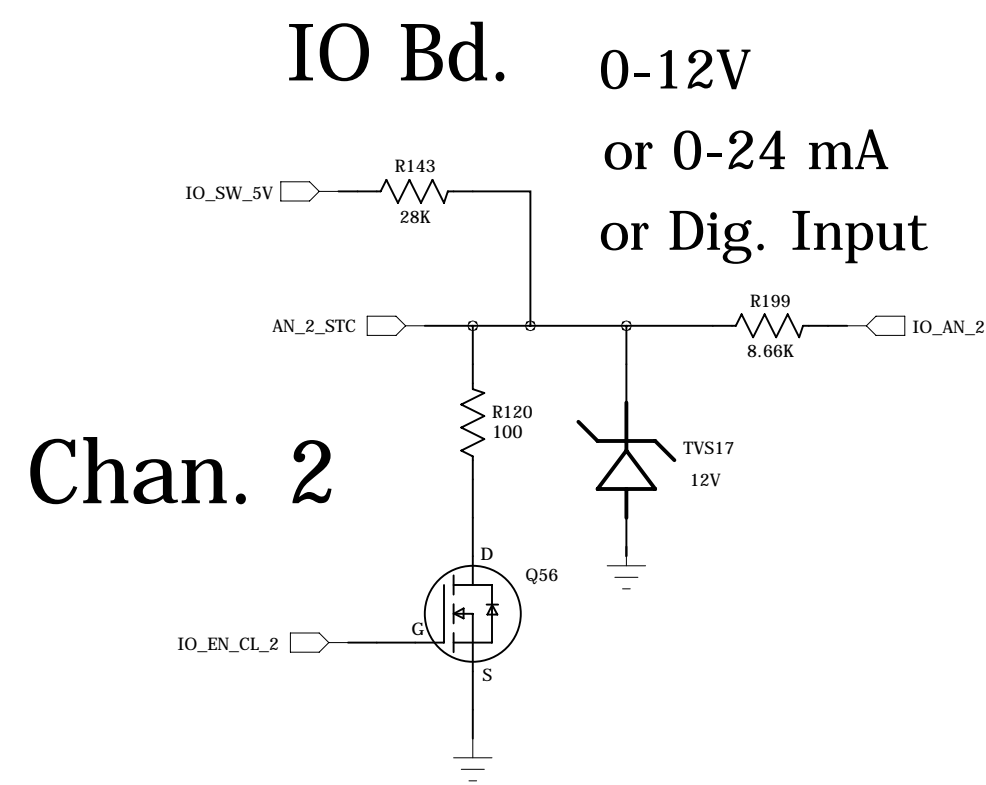 IO Bd.
0-12V
or 0-24 mA
or Dig. Input
R143
IO_SW_5V
28K
R199
AN_2_STC
IO_AN_2
8.66K
R120
100
Chan. 2
TVS17
12V
D
Q56
G
IO_EN_CL_2
S